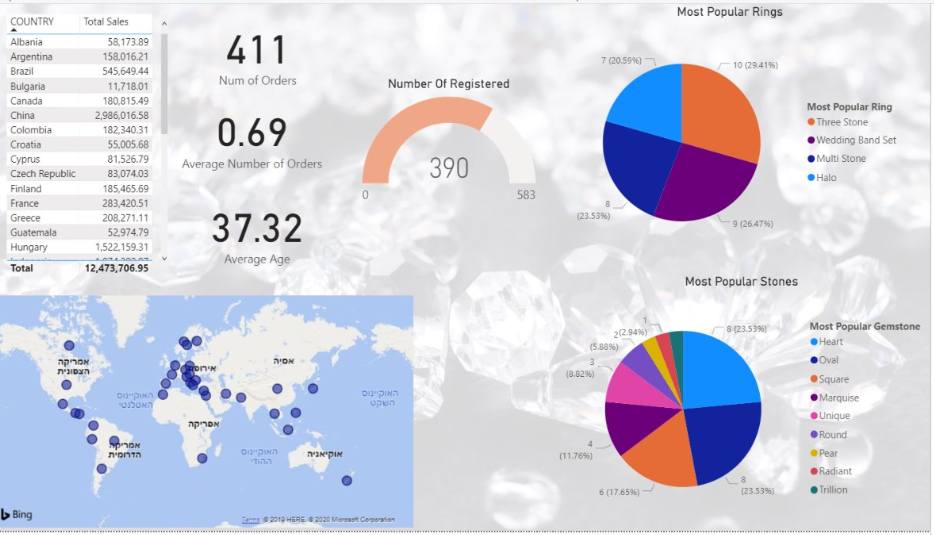 COUNTRY Total Sales
Albania 58,173.89
Argentina 158,016.21
Brazil 545,649.44
Bulgaria 11,718.01
Canada 180,815.49
China 2,986,016.58
Colombia 182,340.31
Croatia 55,005.68
Cyprus 81,526.79
Czech Republic 83,074.03
Finland 185,465.69
France 283,420.51
Greece 208,271.11
Guatemala 52,974.79
Hungary 1,522,159.31
Total 12,473,706.95
411
Num of Orders
0.69
Average Number of Orders
37.32
Average Age
Number Of Registered
390
0 583
Most Popular Rings
7 (20.59%)
10 (29.41%)
8
(23.53%)
9 (26.47%)
Most Popular Ring
Three Stone
Wedding Band Set
Multi Stone
Halo
Most Popular Stones
1
2 (2.94%)
(5.88%)
3
(8.82%)
4
(11.76%)
6 (17.65%)
8 (23.53%)
8
(23.53%)
Most Popular Gemstone
Heart
Oval
Square
Marquise
Unique
Round
Pear
Radiant
Trillion
אמריקה
הצפונית
אסיה
האוקיינוס
האטלנטי
האוקיינוס
השקט
אפריקה
אמריקה
הדרומית
האוקיינוס
ההודי
אוקיאניה
Bing
Terms © 2019 HERE, © 2020 Microsoft Corporation